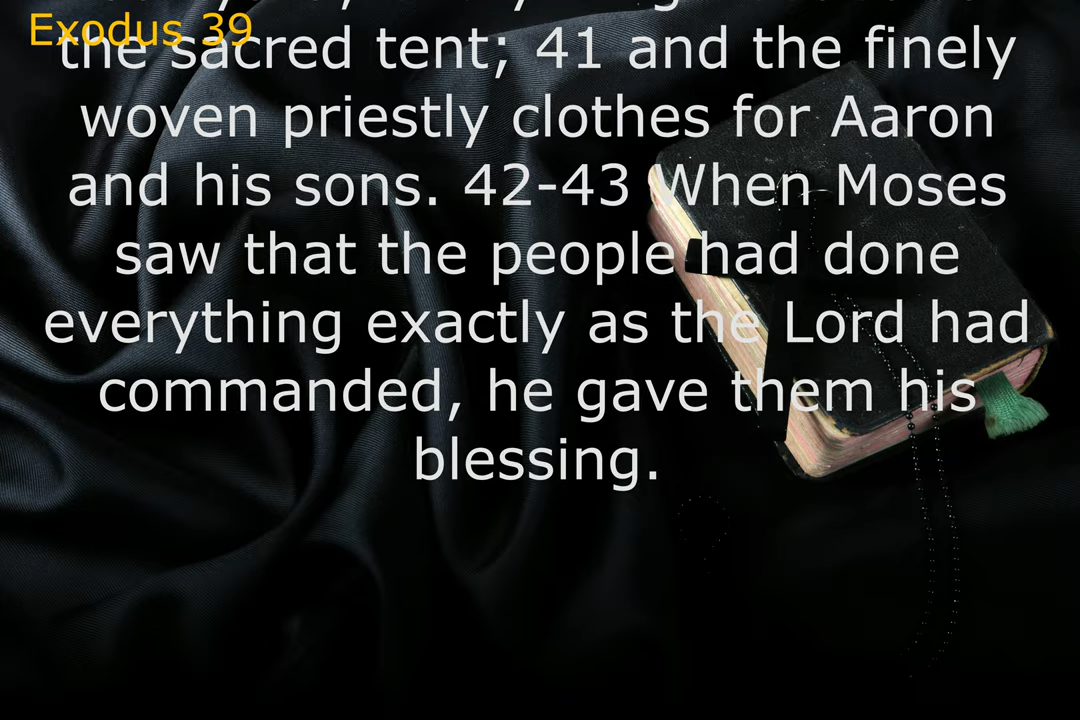 Exodus 39
the sacred tent; 41 and the finely
woven priestly clothes for Aaron
and his sons. 42-43 When Moses
saw that the people had done
everything exactly as the Lord had
commanded, he gave them his
blessing.